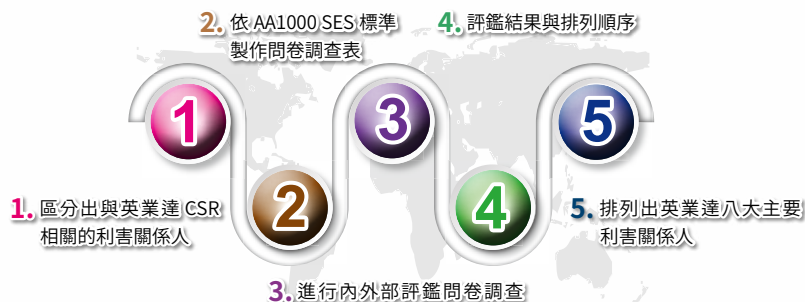 2. 依 AA1000 SES 標準
製作問卷調查表
4. 評鑑結果與排列順序
1
2
3
4
5
1. 區分出與英業達 CSR
相關的利害關係人
5. 排列出英業達八大主要
利害關係人
3. 進行內外部評鑑問卷調查